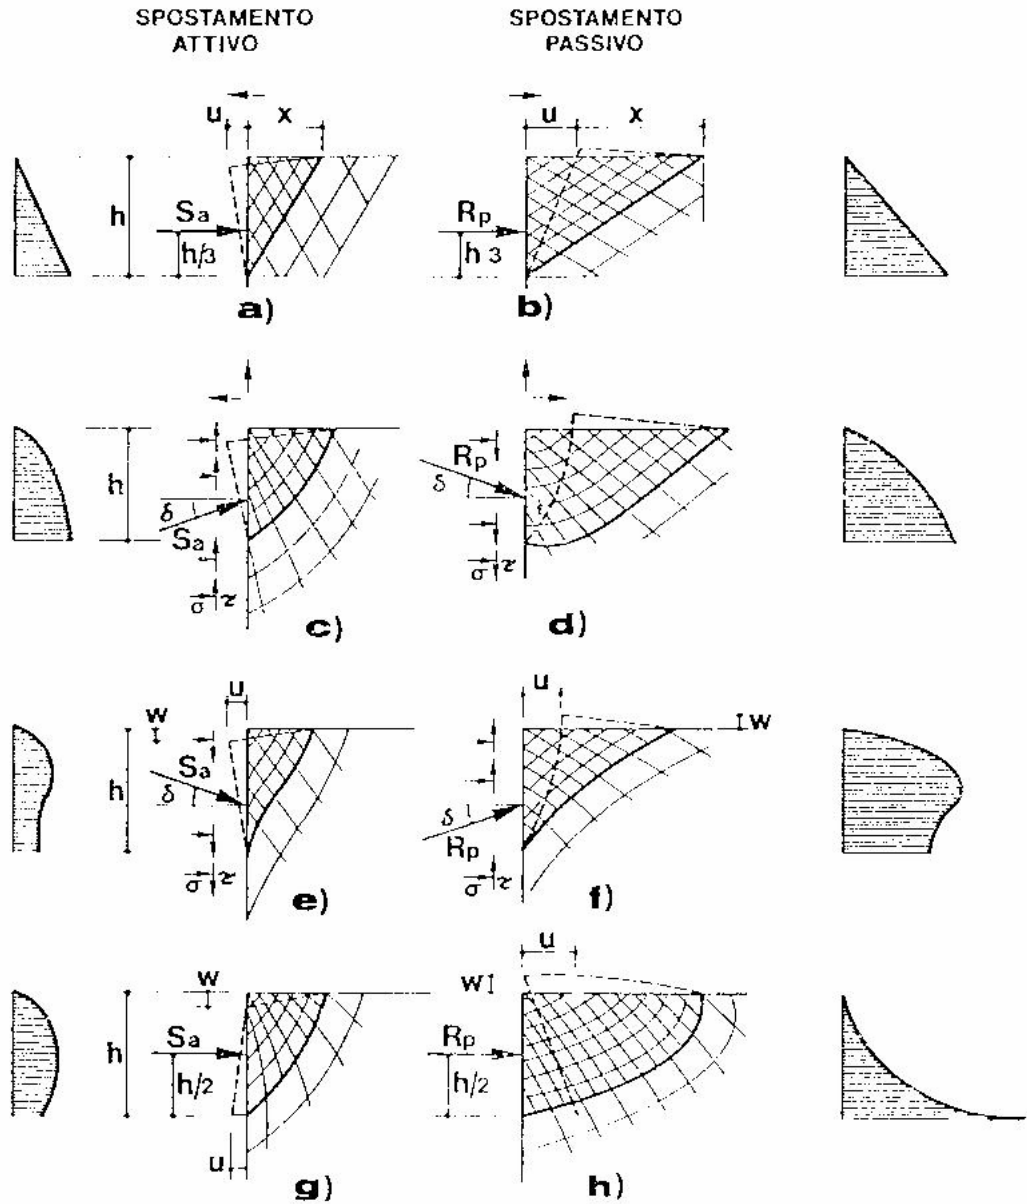 SPOSTAMENTO
ATTIVO
SPOSTAMENTO
PASSIVO
u x
u x
h
Sa
h/3
Rp
h 3
a)
b)
h
δ
Sa
σ τ
Rp
δ
σ τ
c)
d)
u
w
h
Sa
δ
σ τ
u
w
δ
Rp
σ τ
e)
f)
w
h
Sa
h/2
u
u
w
Rp
h/2
g)
h)